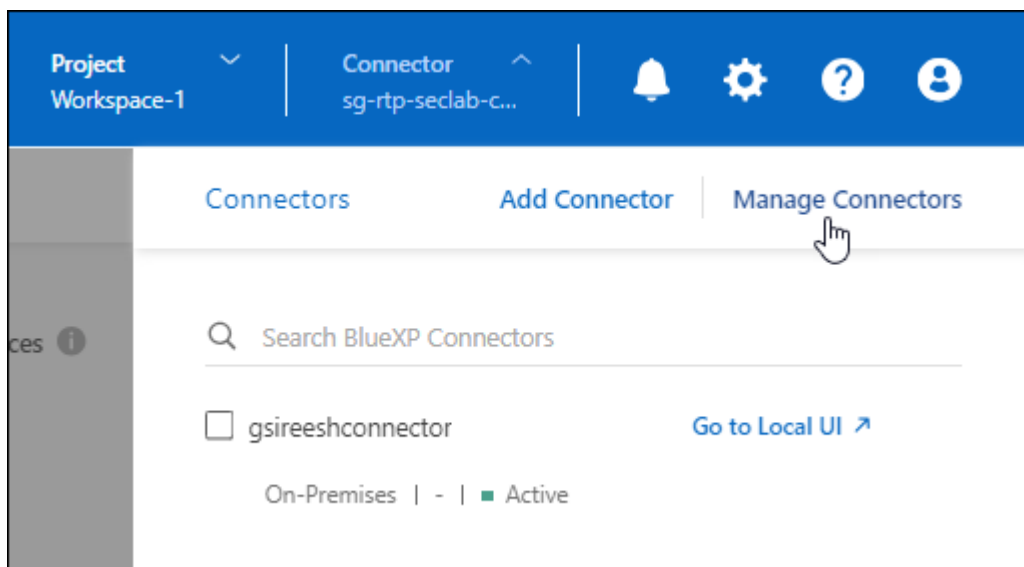 Project
Workspace-1
Connector
sg-rtp-seclab-c...
Connectors
Add Connector
Manage Connectors
ces
Search BlueXP Connectors
gsireeshconnector
Go to Local UI
On-Premises | - | Active